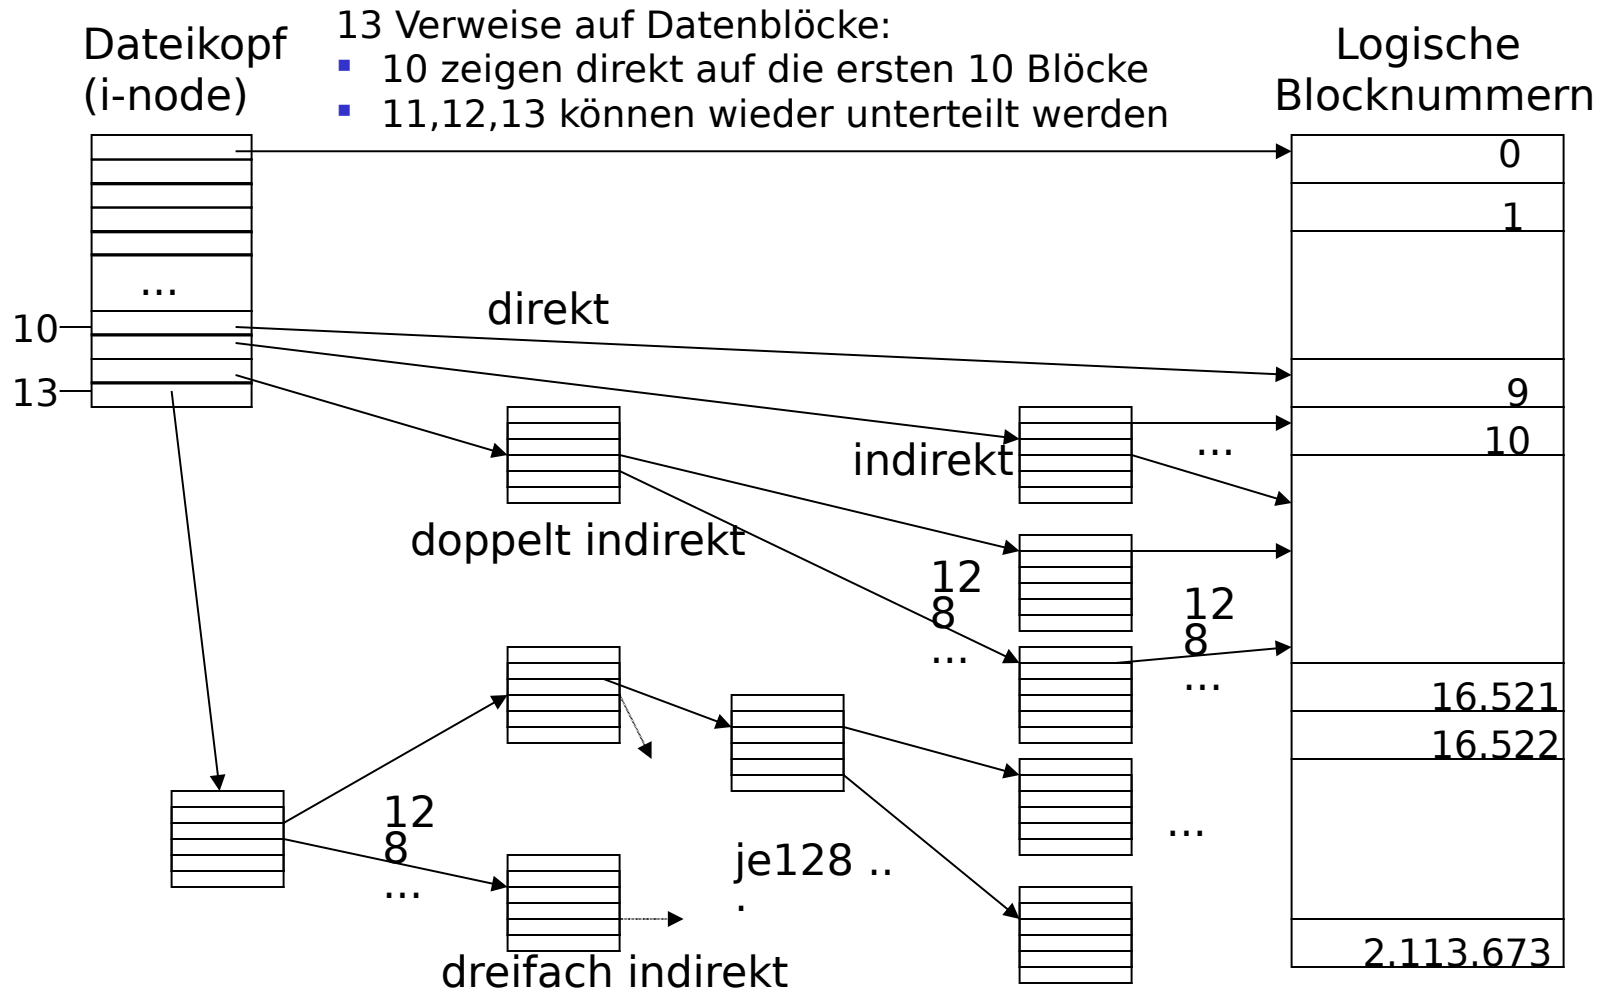 Dateikopf
(i-node)
13 Verweise auf Datenblöcke:
▪ 10 zeigen direkt auf die ersten 10 Blöcke
▪ 11,12,13 können wieder unterteilt werden
Logische
Blocknummern
0
1
...
direkt
10
13
9
10
indirekt
...
doppelt indirekt
12
8
...
12
8
...
16.521
16.522
12
8
...
je128 ..
.
...
dreifach indirekt
2.113.673